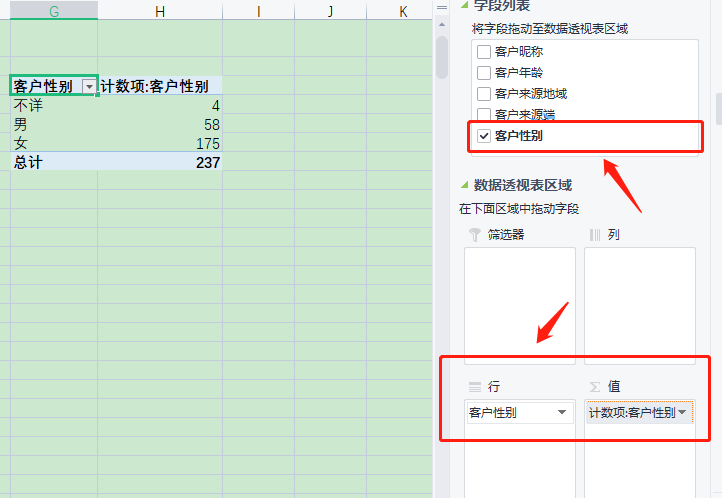 G H I J K
客户性别 计数项:客户性别
不详 4
男 58
女 175
总计 237
字段列表
将字段拖动至数据透视表区域
客户昵称
客户年龄
客户来源地域
客户来源端
客户性别
数据透视表区域
在下面区域中拖动字段
筛选器 列
行 值
客户性别 计数项:客户性别